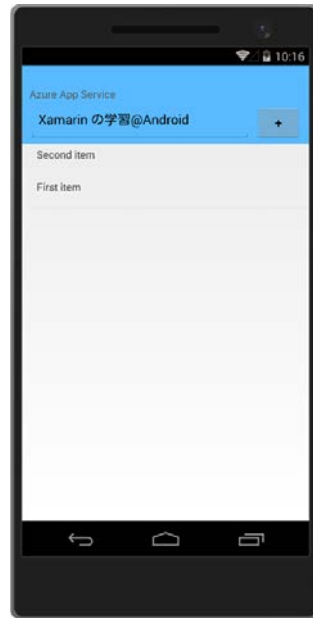 10:16
Azure App Service
Xamarin の学習@Android
+
Second item
First item